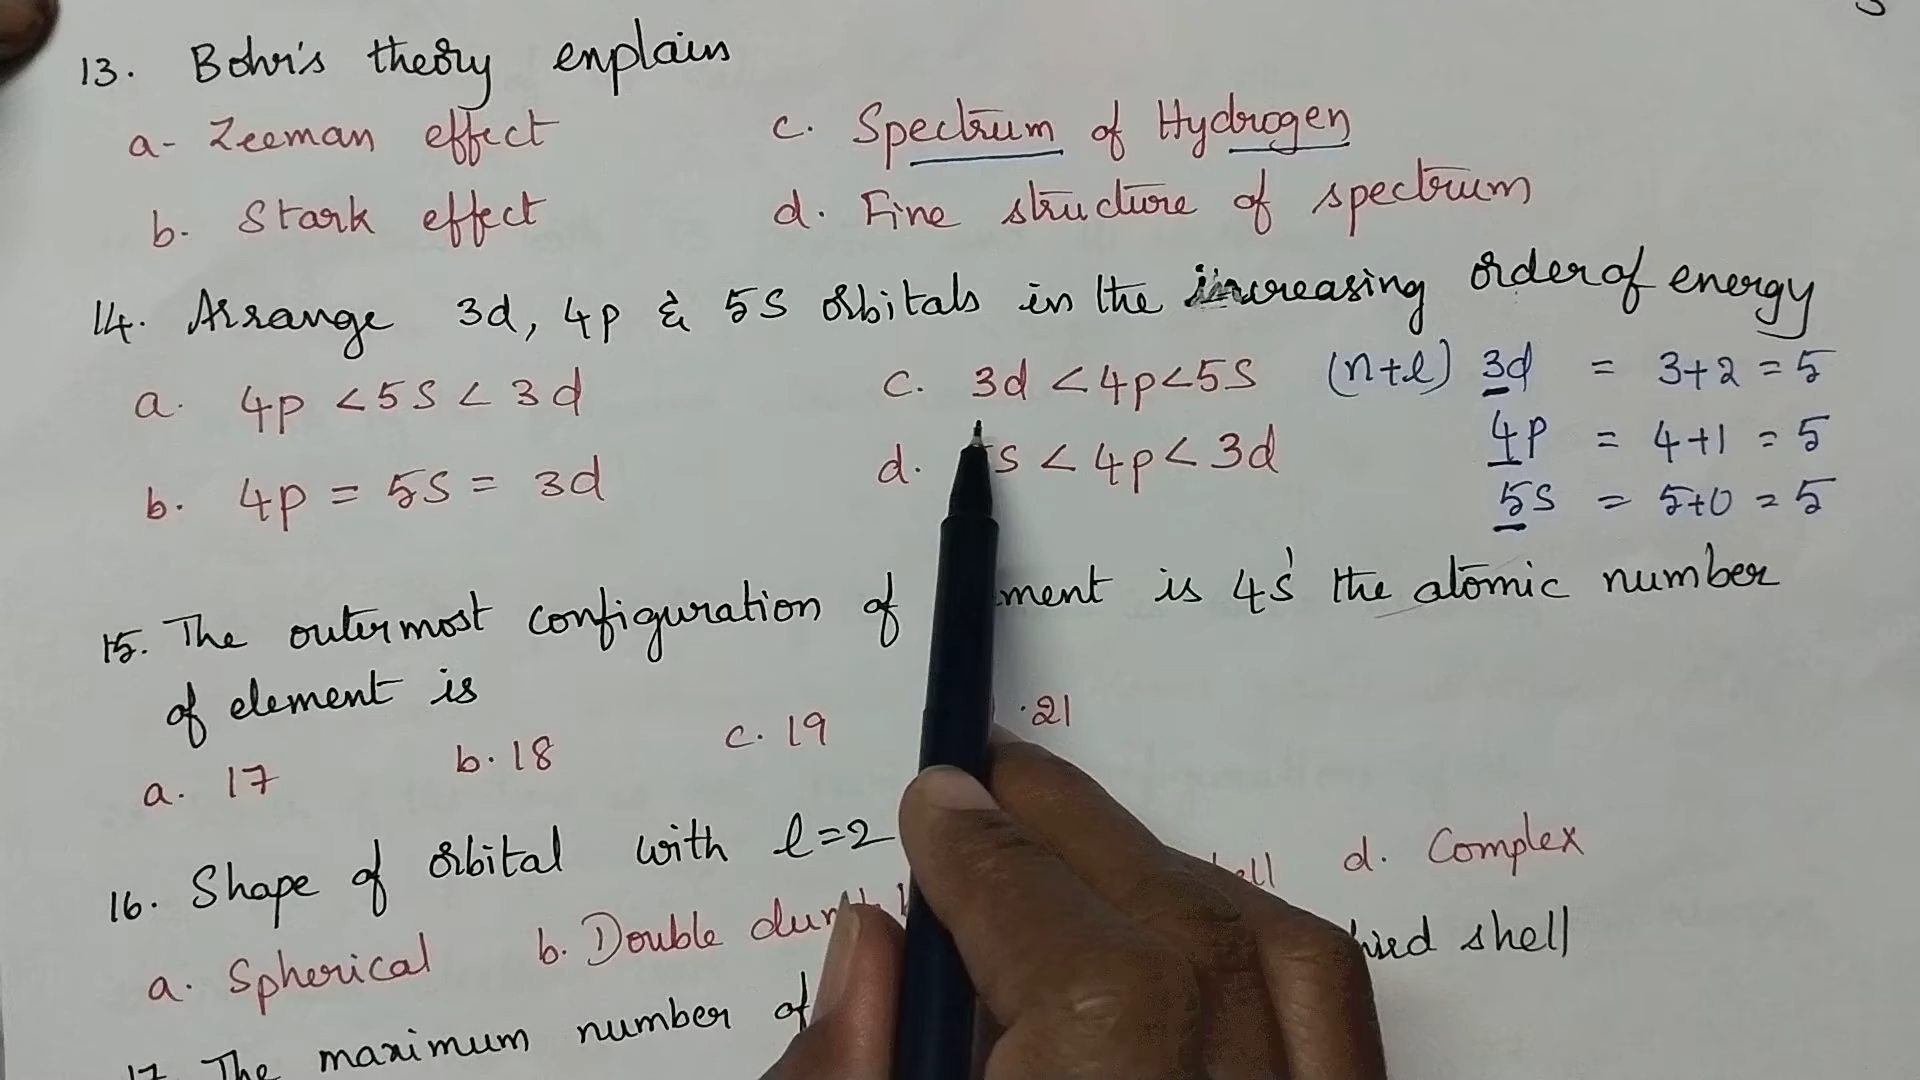 13. Bohr's theory explains
a- Zeeman effect c. Spectrum of Hydrogen
b. Stark effect d. Fine structure of spectrum
14. Arrange 3d, 4p & 5s orbitals in the increasing order of energy
a. 4p < 5s < 3d c. 3d < 4p < 5s (n+l) 3d = 3+2 = 5
4p = 4+1 = 5
b. 4p = 5s = 3d d. s < 4p < 3d
5s = 5+0 = 5
15. The outermost configuration of ment is 4s¹ the atomic number
of element is
a. 17 b. 18 c. 19 . 21
16. Shape of orbital with l=2
a. Spherical b. Double ell d. Complex
17. The maximum number of shell